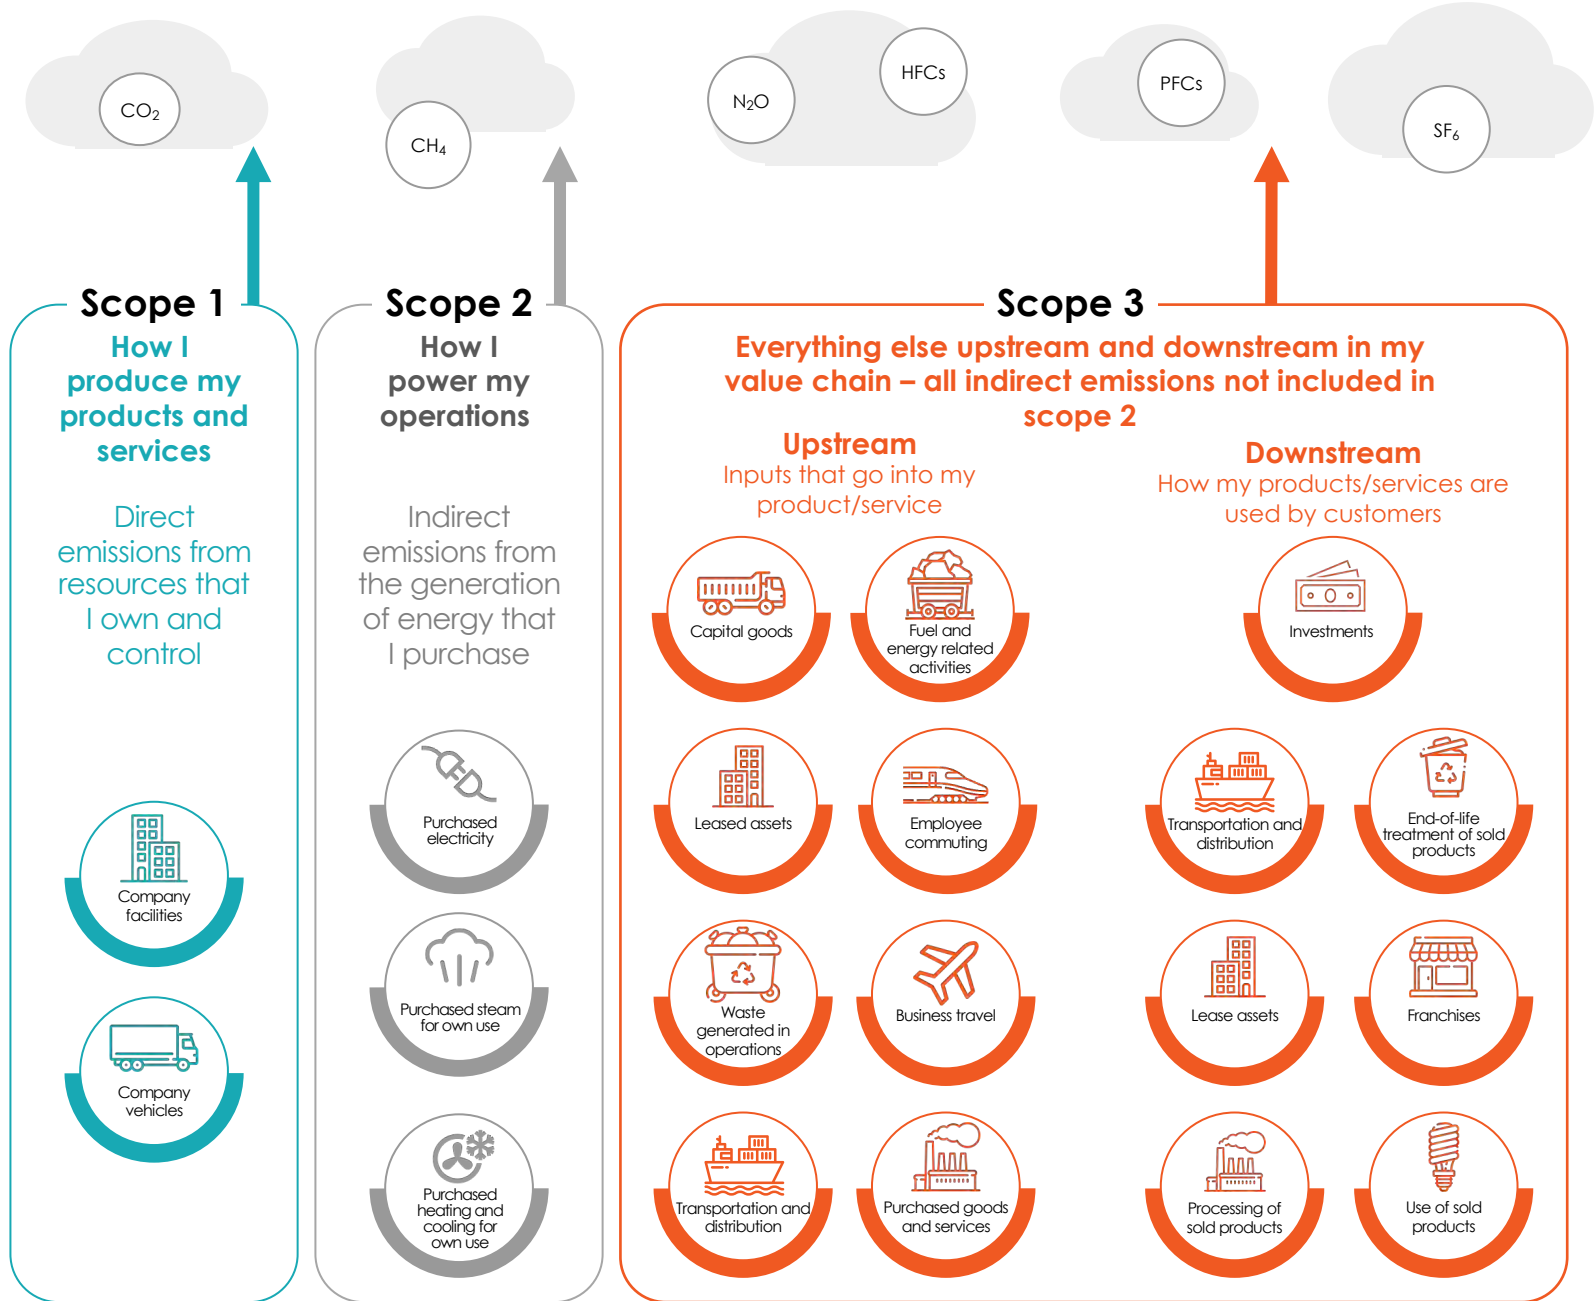 CO₂
CH₄
N₂O
HFCs
PFCs
SF₆
Scope 1
How I
produce my
products and
services
Direct
emissions from
resources that
I own and
control
Company
facilities
Company
vehicles
Scope 2
How I
power my
operations
Indirect
emissions from
the generation
of energy that
I purchase
Purchased
electricity
Purchased steam
for own use
Purchased
heating and
cooling for
own use
Scope 3
Everything else upstream and downstream in my
value chain – all indirect emissions not included in
scope 2
Upstream
Inputs that go into my
product/service
Capital goods
Fuel and
energy related
activities
Leased assets
Employee
commuting
Waste
generated in
operations
Business travel
Transportation and
distribution
Purchased goods
and services
Downstream
How my products/services are
used by customers
Investments
Transportation and
distribution
End-of-life
treatment of sold
products
Lease assets
Franchises
Processing of
sold products
Use of sold
products